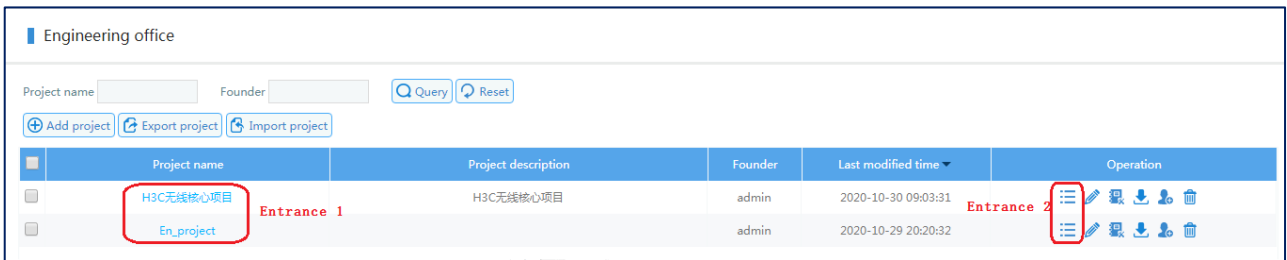 Engineering office
Project name Founder Query Reset
Add project Export project Import project
Project name Project description Founder Last modified time Operation
H3C无线核心项目 H3C无线核心项目 admin 2020-10-30 09:03:31
Entrance 1 Entrance 2
En_project admin 2020-10-29 20:20:32